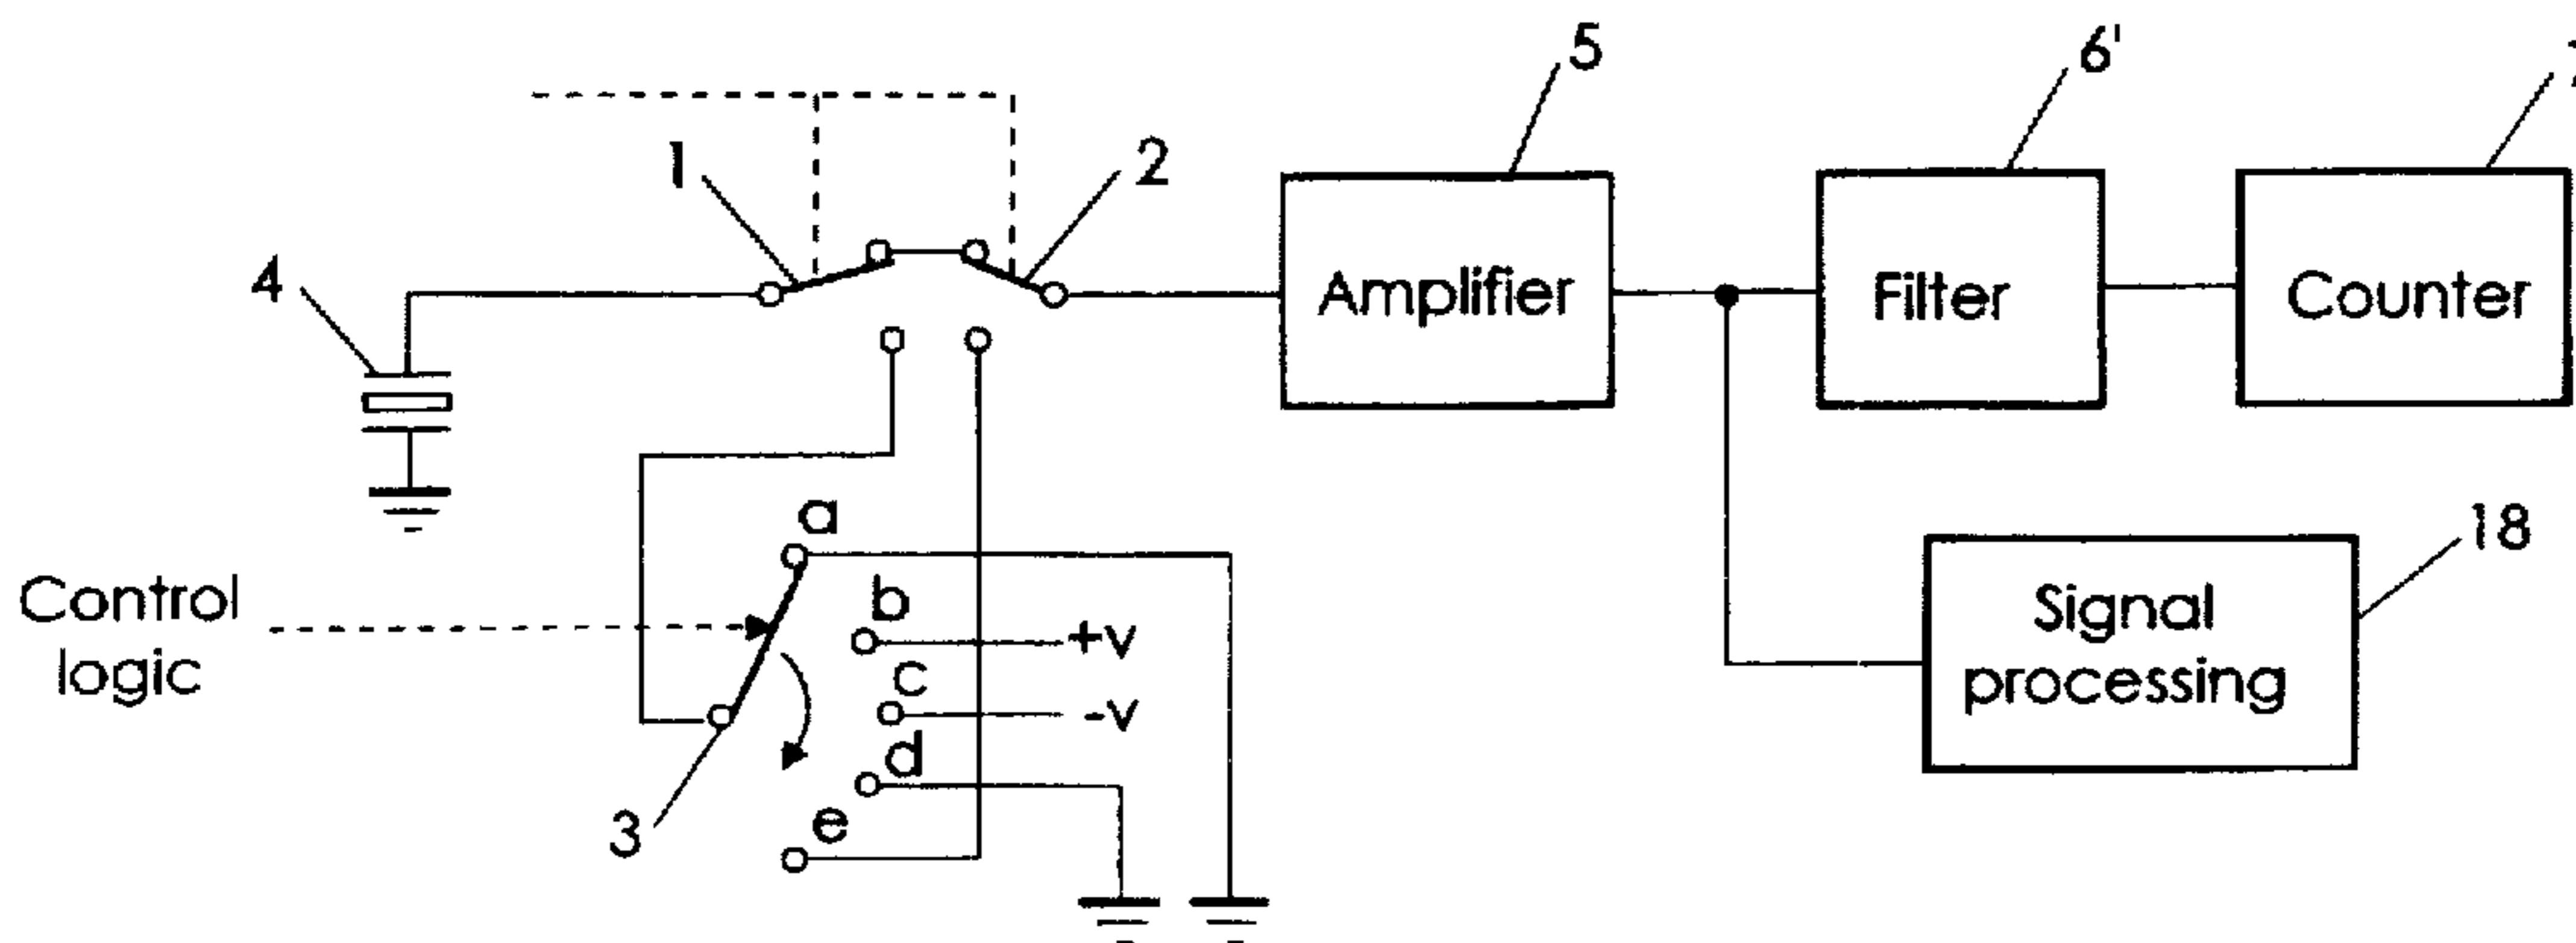 5
6'
1
2
4
Amplifier
Filter
Counter
a
18
Control
logic
b
+v
c
-v
d
e
3
Signal
processing